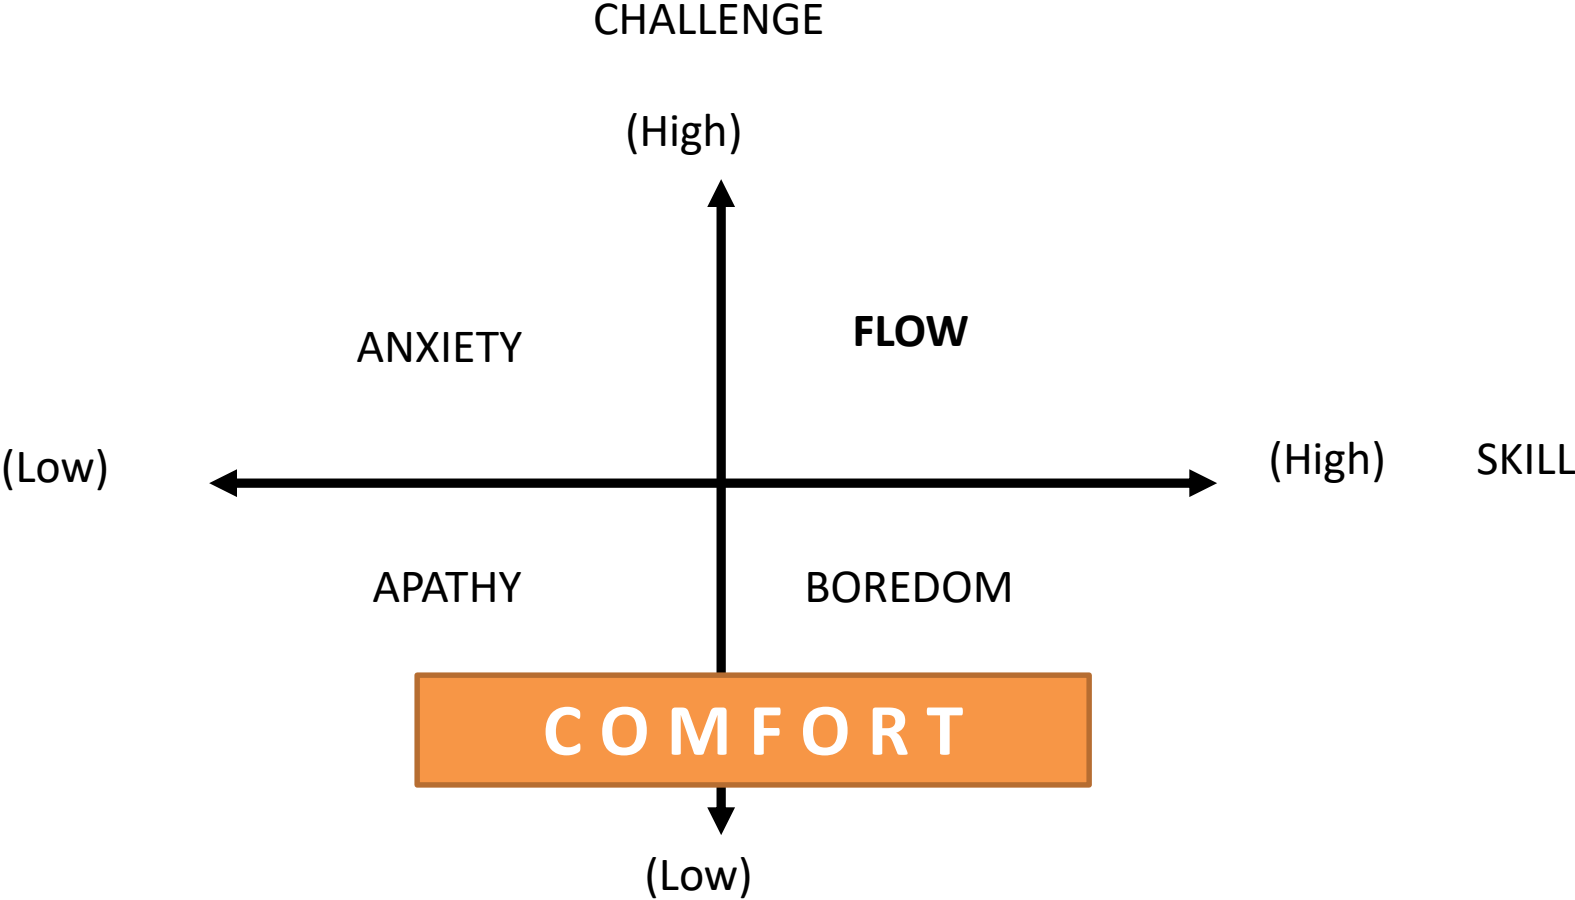 CHALLENGE
(High)
ANXIETY
FLOW
(Low)
(High)
SKILL
APATHY
BOREDOM
COMFORT
(Low)